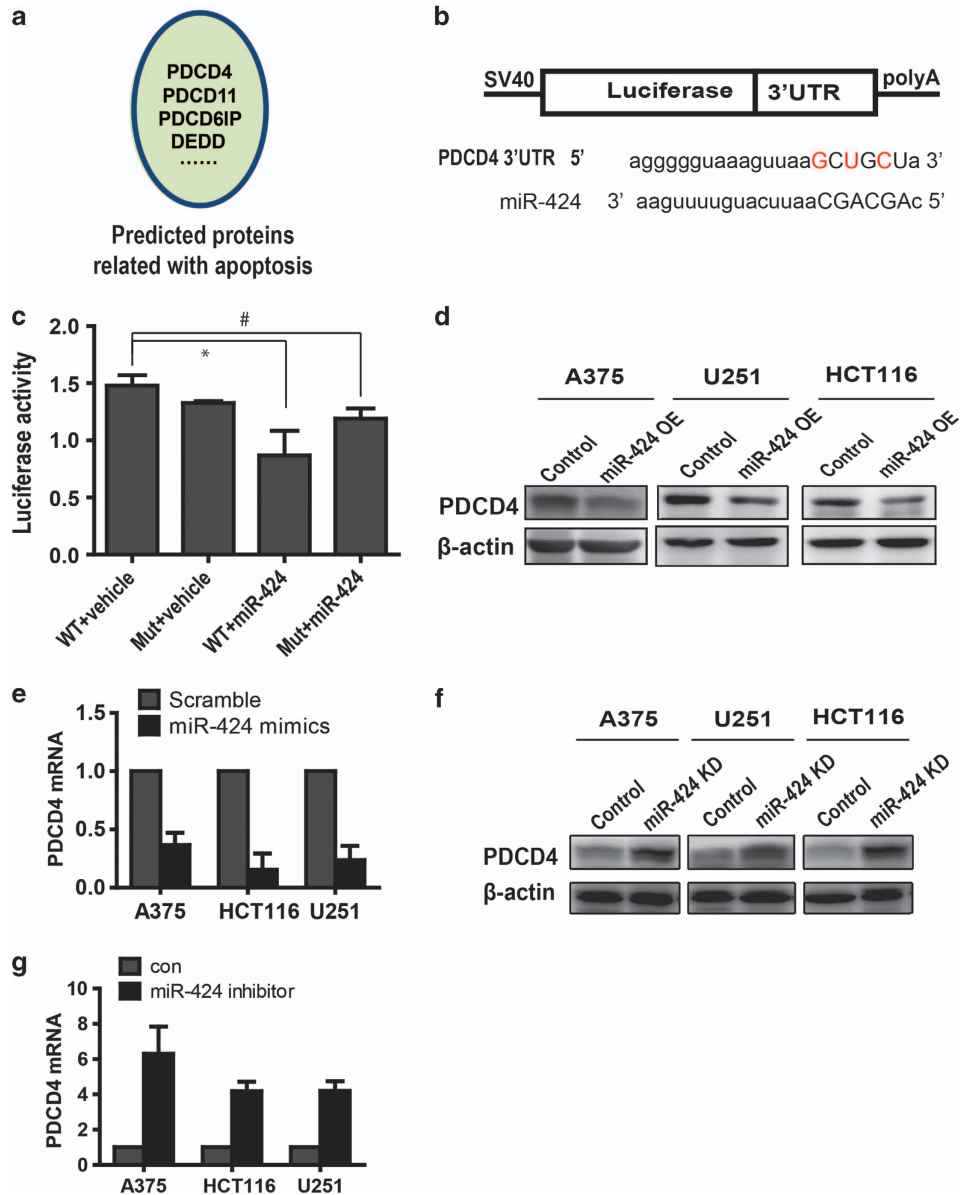 a
PDCD4
PDCD11
PDCD6IP
DEDD
......
Predicted proteins
related with apoptosis
b
SV40 Luciferase 3'UTR polyA
PDCD4 3'UTR 5' aggggguaaaguuaaGCUGCUa 3'
miR-424 3' aaguuuuguacuuaaCGACGAc 5'
c
#
*
Luciferase activity
2.0
1.5
1.0
0.5
0.0
WT+vehicle
Mut+vehicle
WT+miR-424
Mut+miR-424
d
A375 U251 HCT116
Control miR-424 OE Control miR-424 OE Control miR-424 OE
PDCD4
β-actin
e
Scramble
miR-424 mimics
PDCD4 mRNA
1.5
1.0
0.5
0.0
A375 HCT116 U251
f
A375 U251 HCT116
Control miR-424 KD Control miR-424 KD Control miR-424 KD
PDCD4
β-actin
g
con
miR-424 inhibitor
PDCD4 mRNA
10
8
6
4
2
0
A375 HCT116 U251